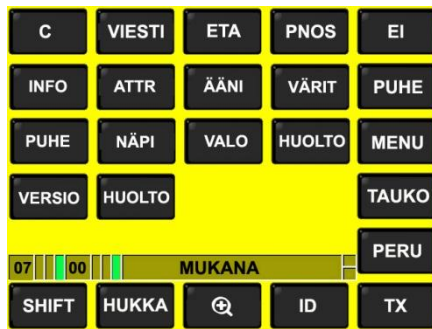 C VIESTI ETA PNOS EI
INFO ATTR ÄÄNI VÄRIT PUHE
PUHE NÄPI VALO HUOLTO MENU
VERSIO HUOLTO TAUKO
PERU
07 00 MUKANA
SHIFT HUKKA ID TX